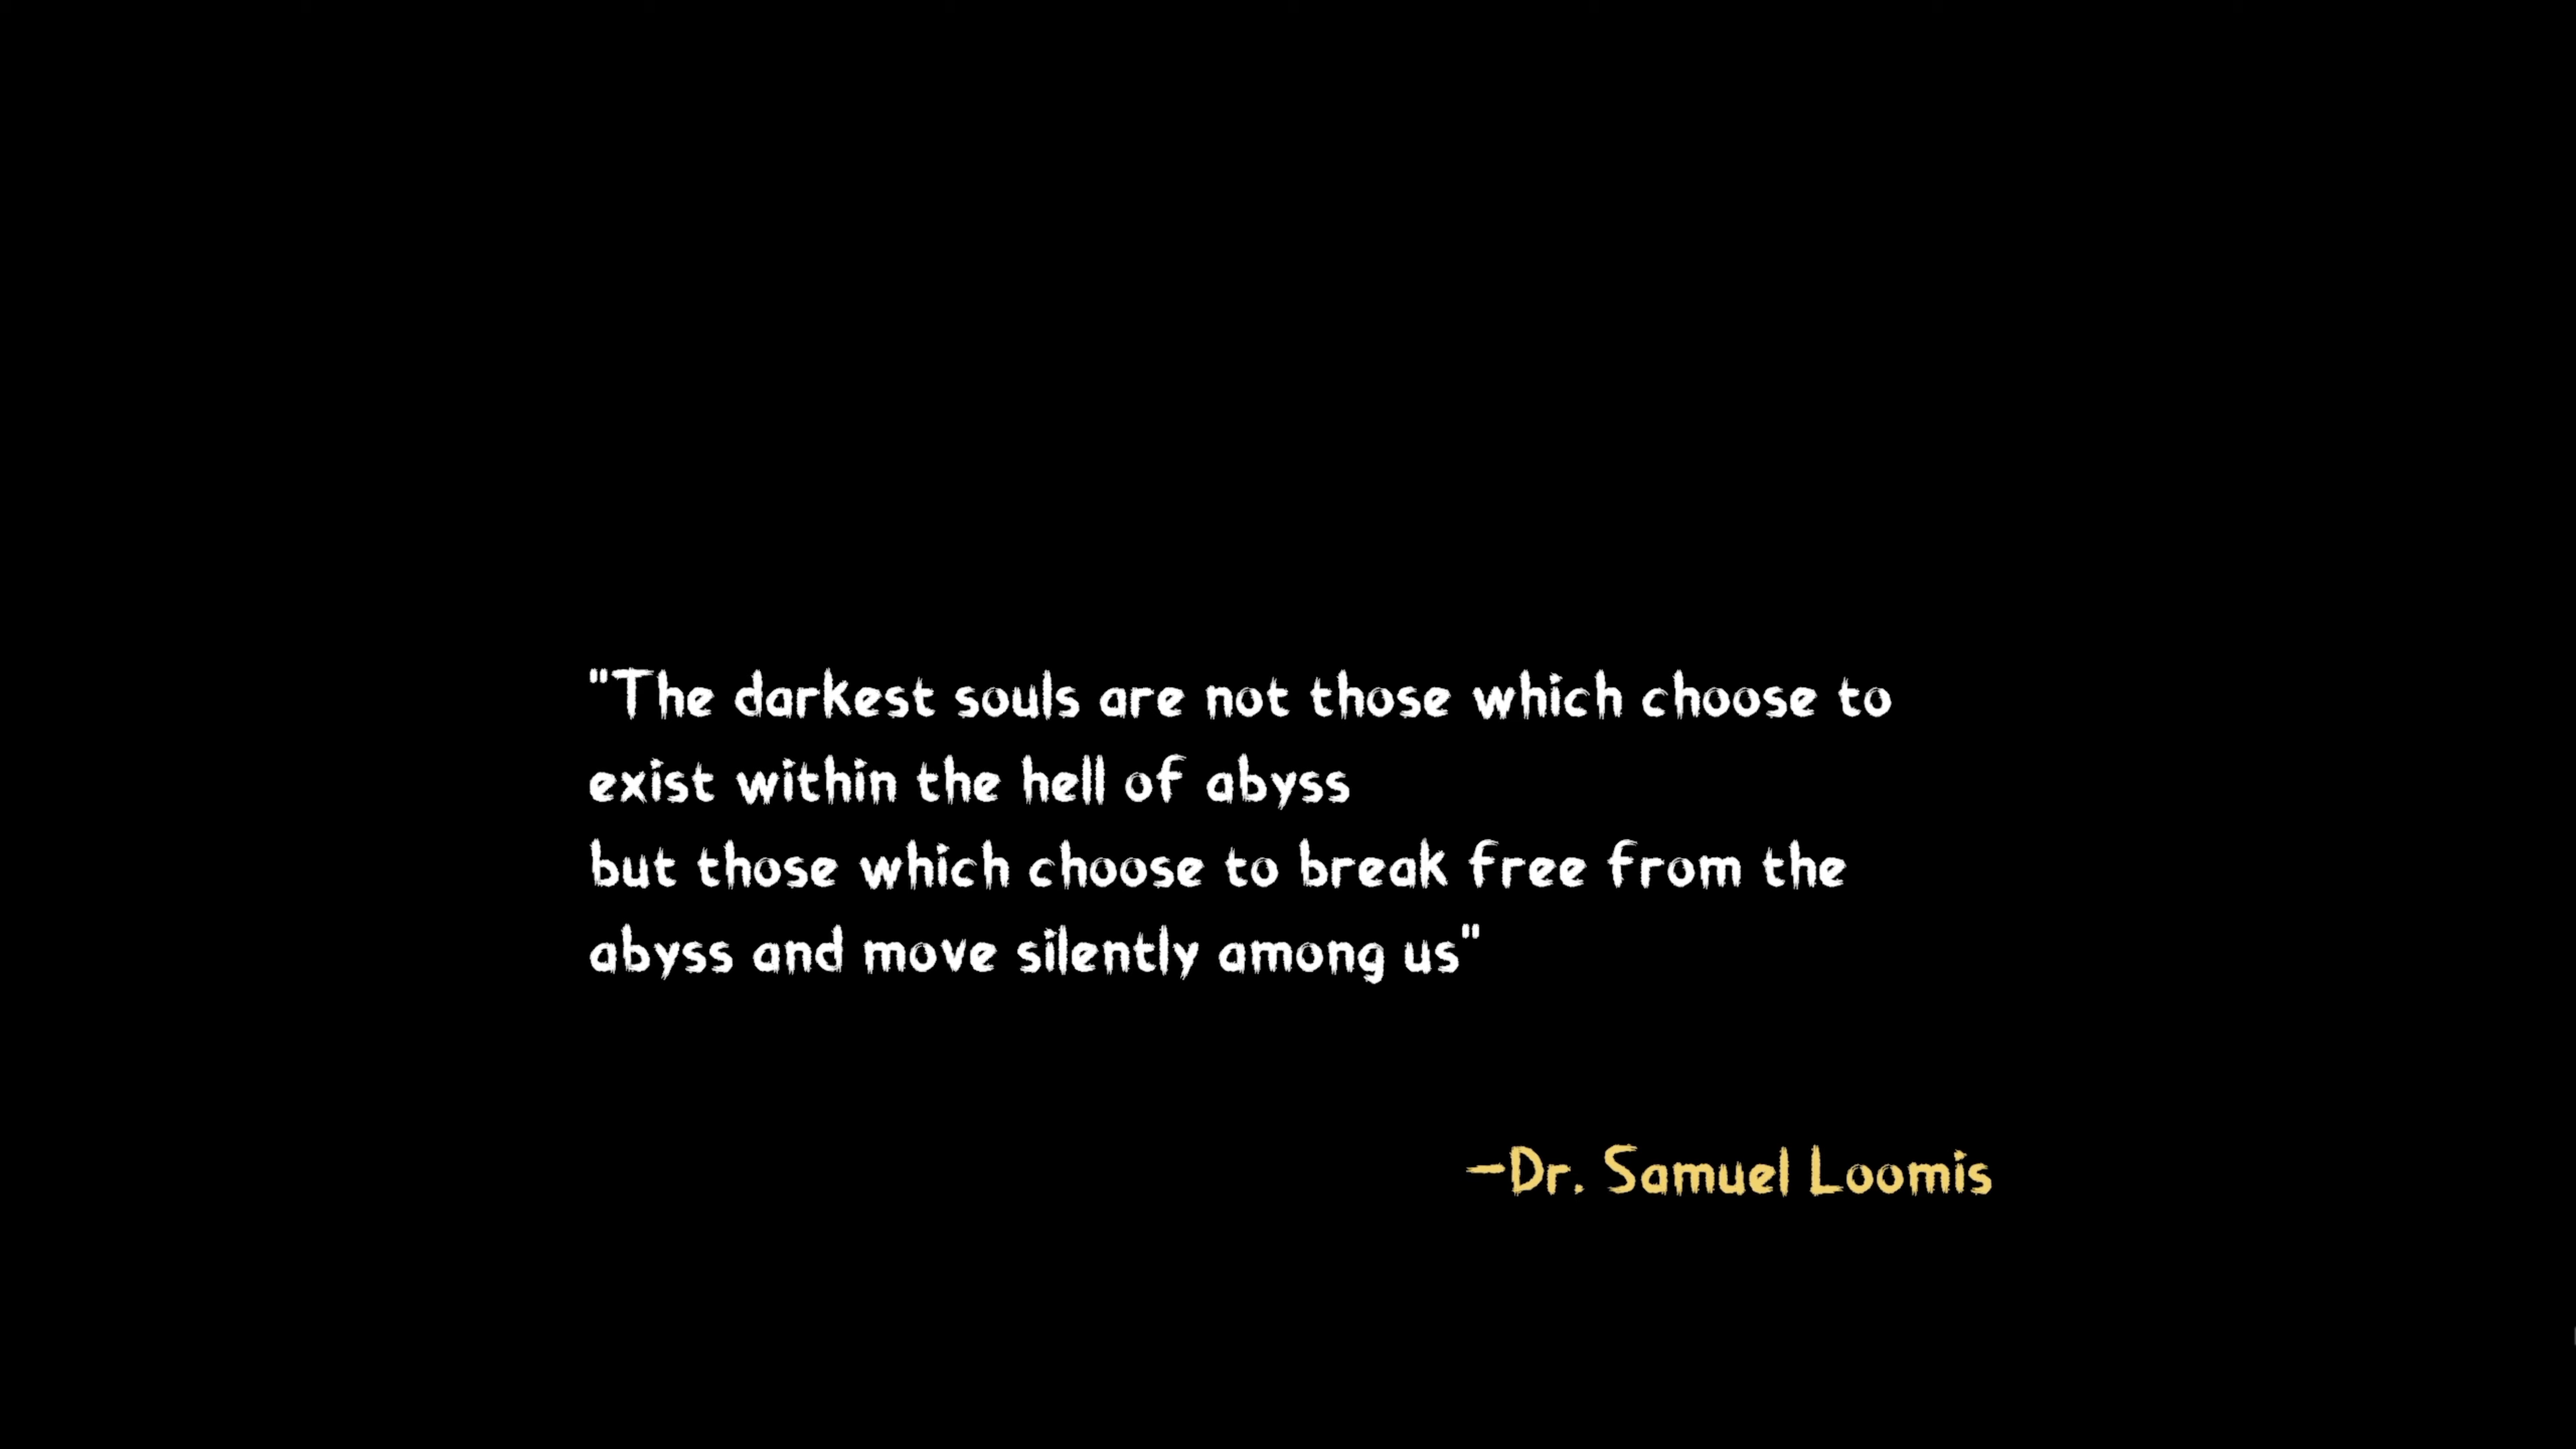 "The darkest souls are not those which choose to
exist within the hell of abyss
but those which choose to break free from the
abyss and move silently among us"
-Dr. Samuel Loomis